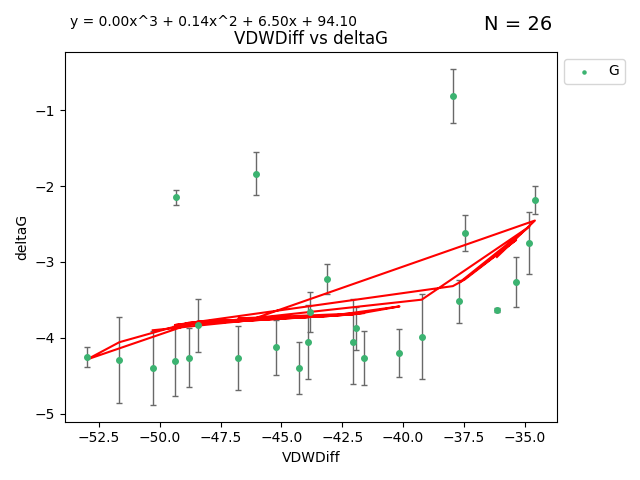 y = 0.00x^3 + 0.14x^2 + 6.50x + 94.10
N = 26
VDWDiff vs deltaG
G
deltaG
−1
−2
−3
−4
−5
−52.5 −50.0 −47.5 −45.0 −42.5 −40.0 −37.5 −35.0
VDWDiff